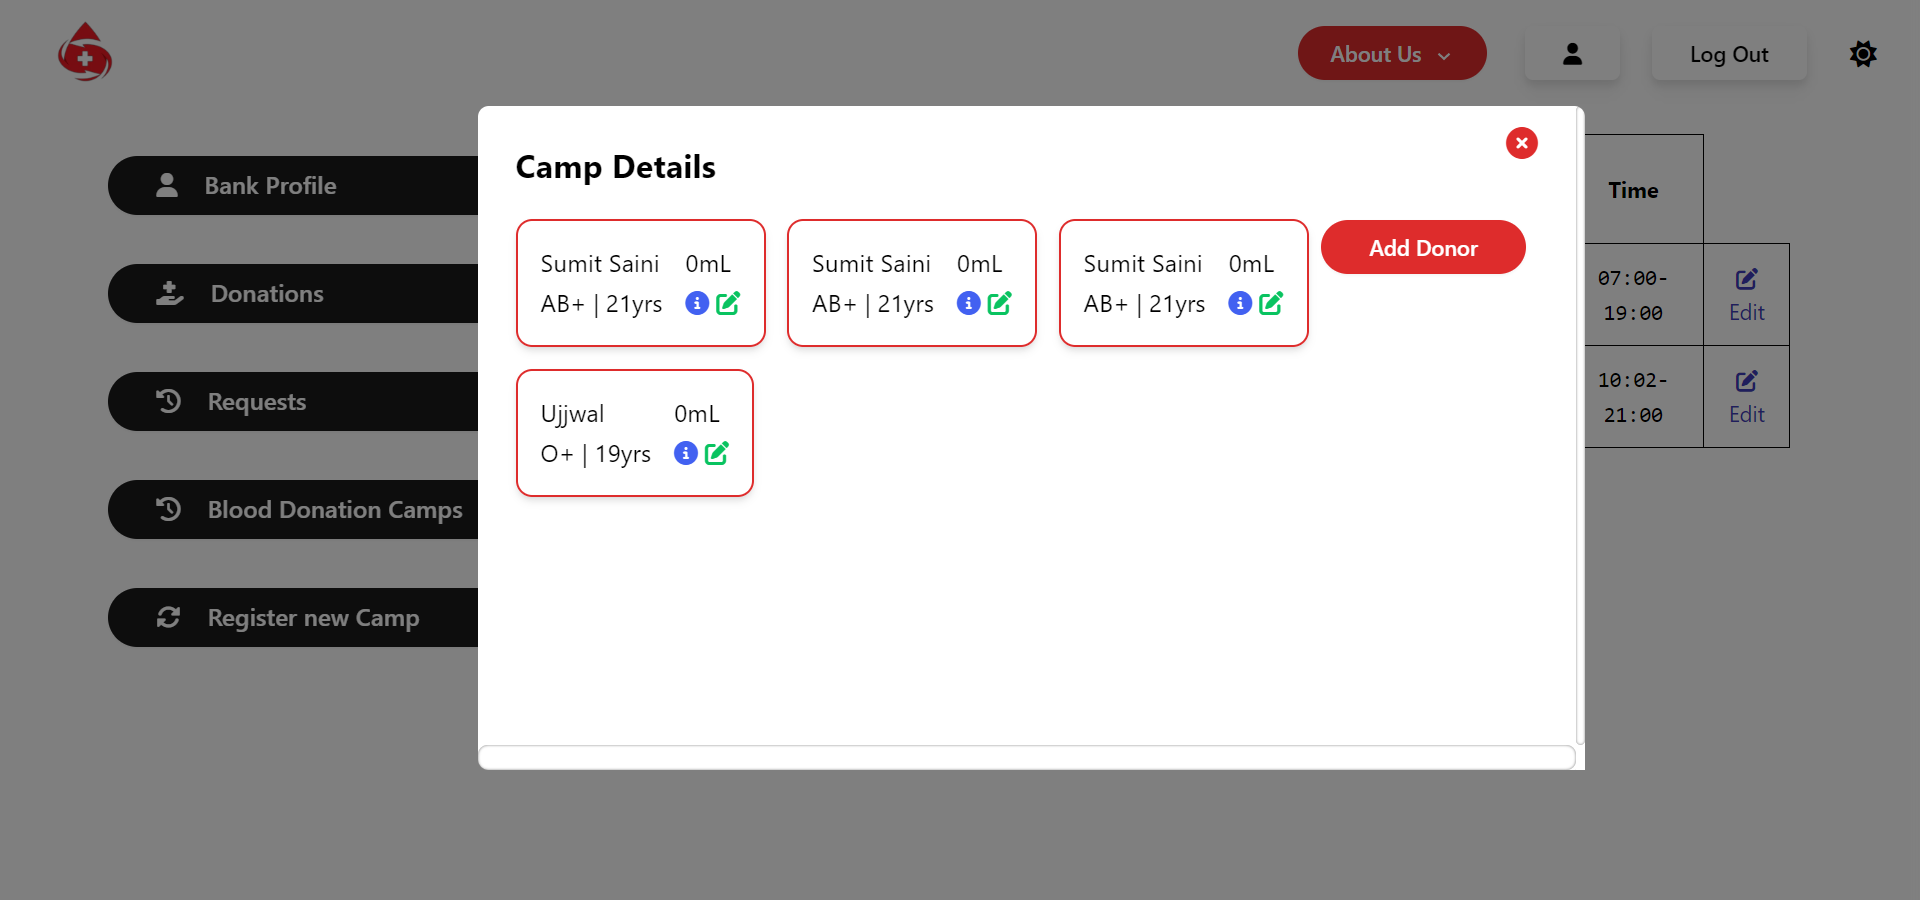 About Us
Log Out
Bank Profile
Donations
Requests
Blood Donation Camps
Register new Camp
Camp Details
Sumit Saini 0mL
AB+ | 21yrs
Sumit Saini 0mL
AB+ | 21yrs
Sumit Saini 0mL
AB+ | 21yrs
Add Donor
Ujjwal 0mL
O+ | 19yrs
Time
07:00-
19:00
Edit
10:02-
21:00
Edit